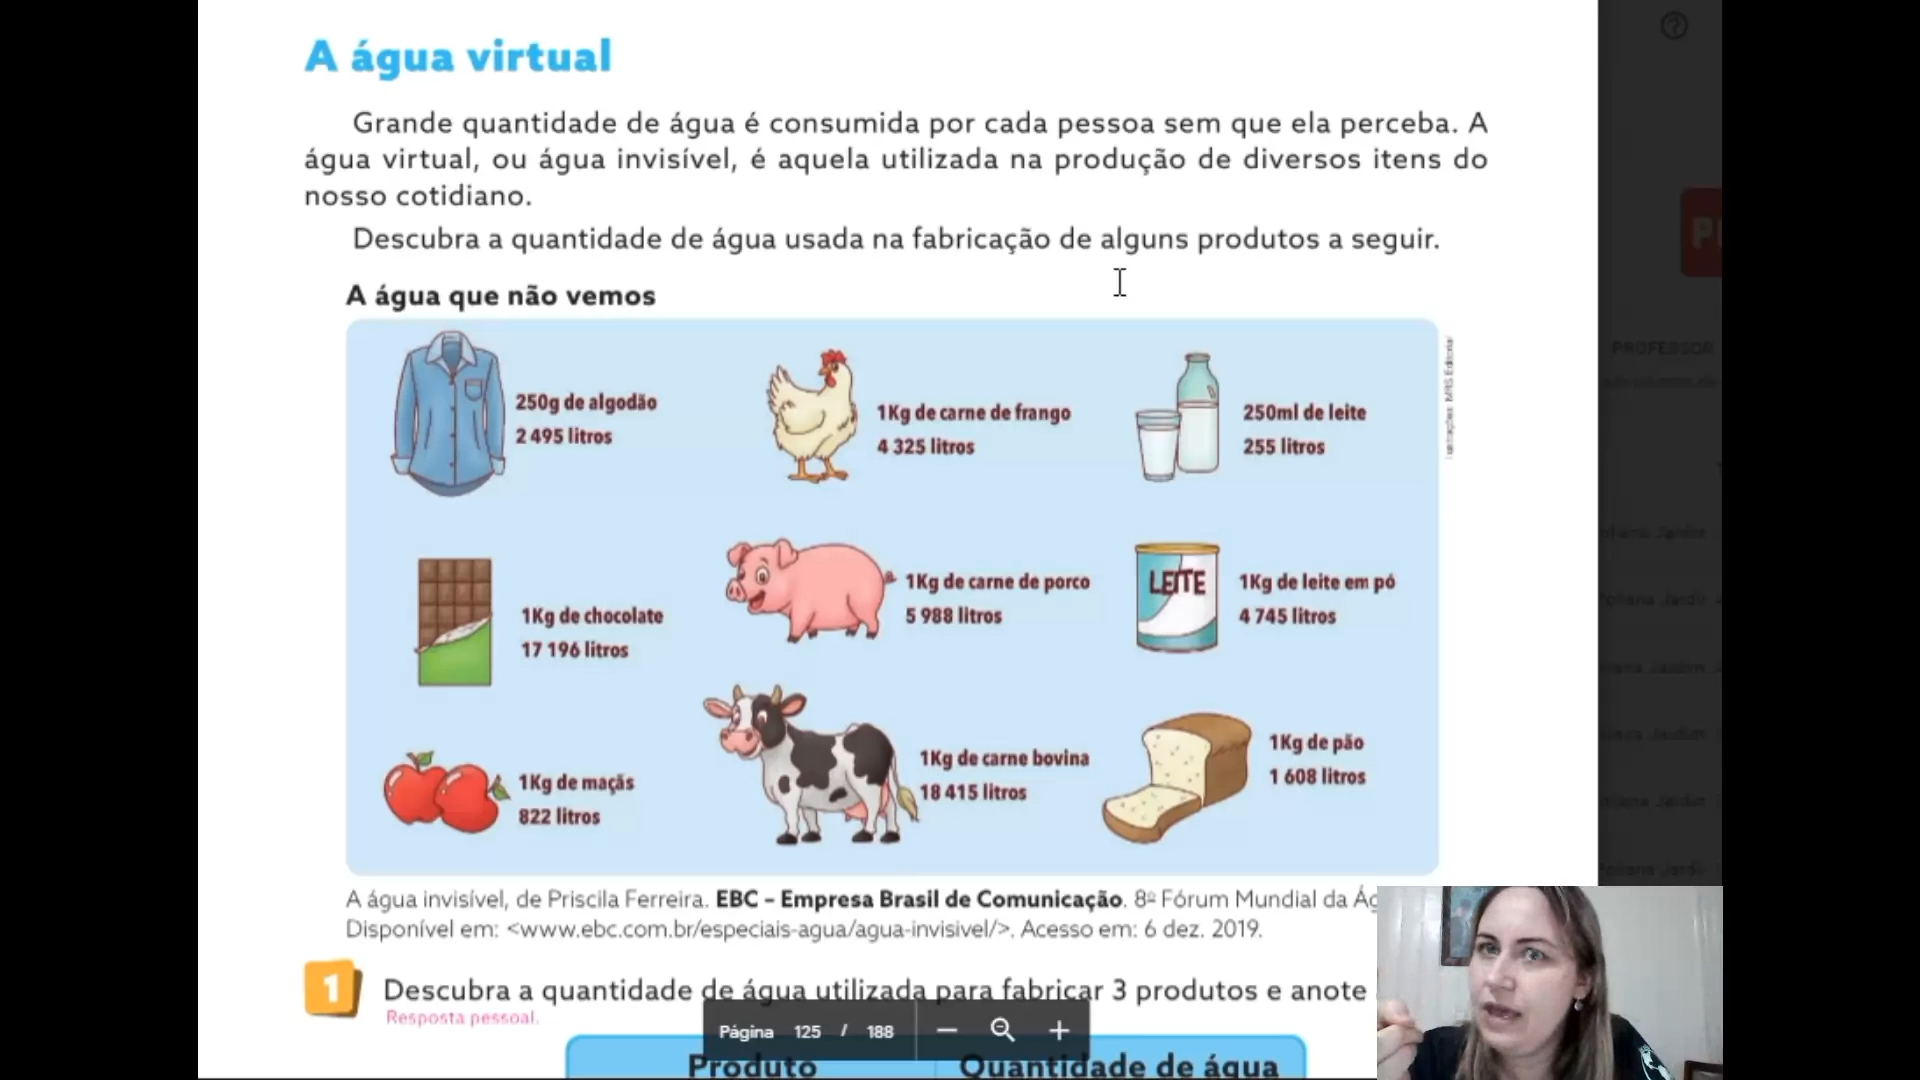 A água virtual
Grande quantidade de água é consumida por cada pessoa sem que ela perceba. A
água virtual, ou água invisível, é aquela utilizada na produção de diversos itens do
nosso cotidiano.
Descubra a quantidade de água usada na fabricação de alguns produtos a seguir.
A água que não vemos
250g de algodão
2 495 litros
1Kg de carne de frango
4 325 litros
250ml de leite
255 litros
1Kg de chocolate
17 196 litros
1Kg de carne de porco
5 988 litros
LEITE
1Kg de leite em pó
4 745 litros
1Kg de maçãs
822 litros
1Kg de carne bovina
18 415 litros
1Kg de pão
1 608 litros
MRS Editorial
A água invisível, de Priscila Ferreira. EBC – Empresa Brasil de Comunicação. 8º Fórum Mundial da Ág
Disponível em: <www.ebc.com.br/especiais-agua/agua-invisivel/>. Acesso em: 6 dez. 2019.
1 Descubra a quantidade de água utilizada para fabricar 3 produtos e anote
Resposta pessoal.
Página 125 / 188
Produto
Quantidade de água
PROFESSOR